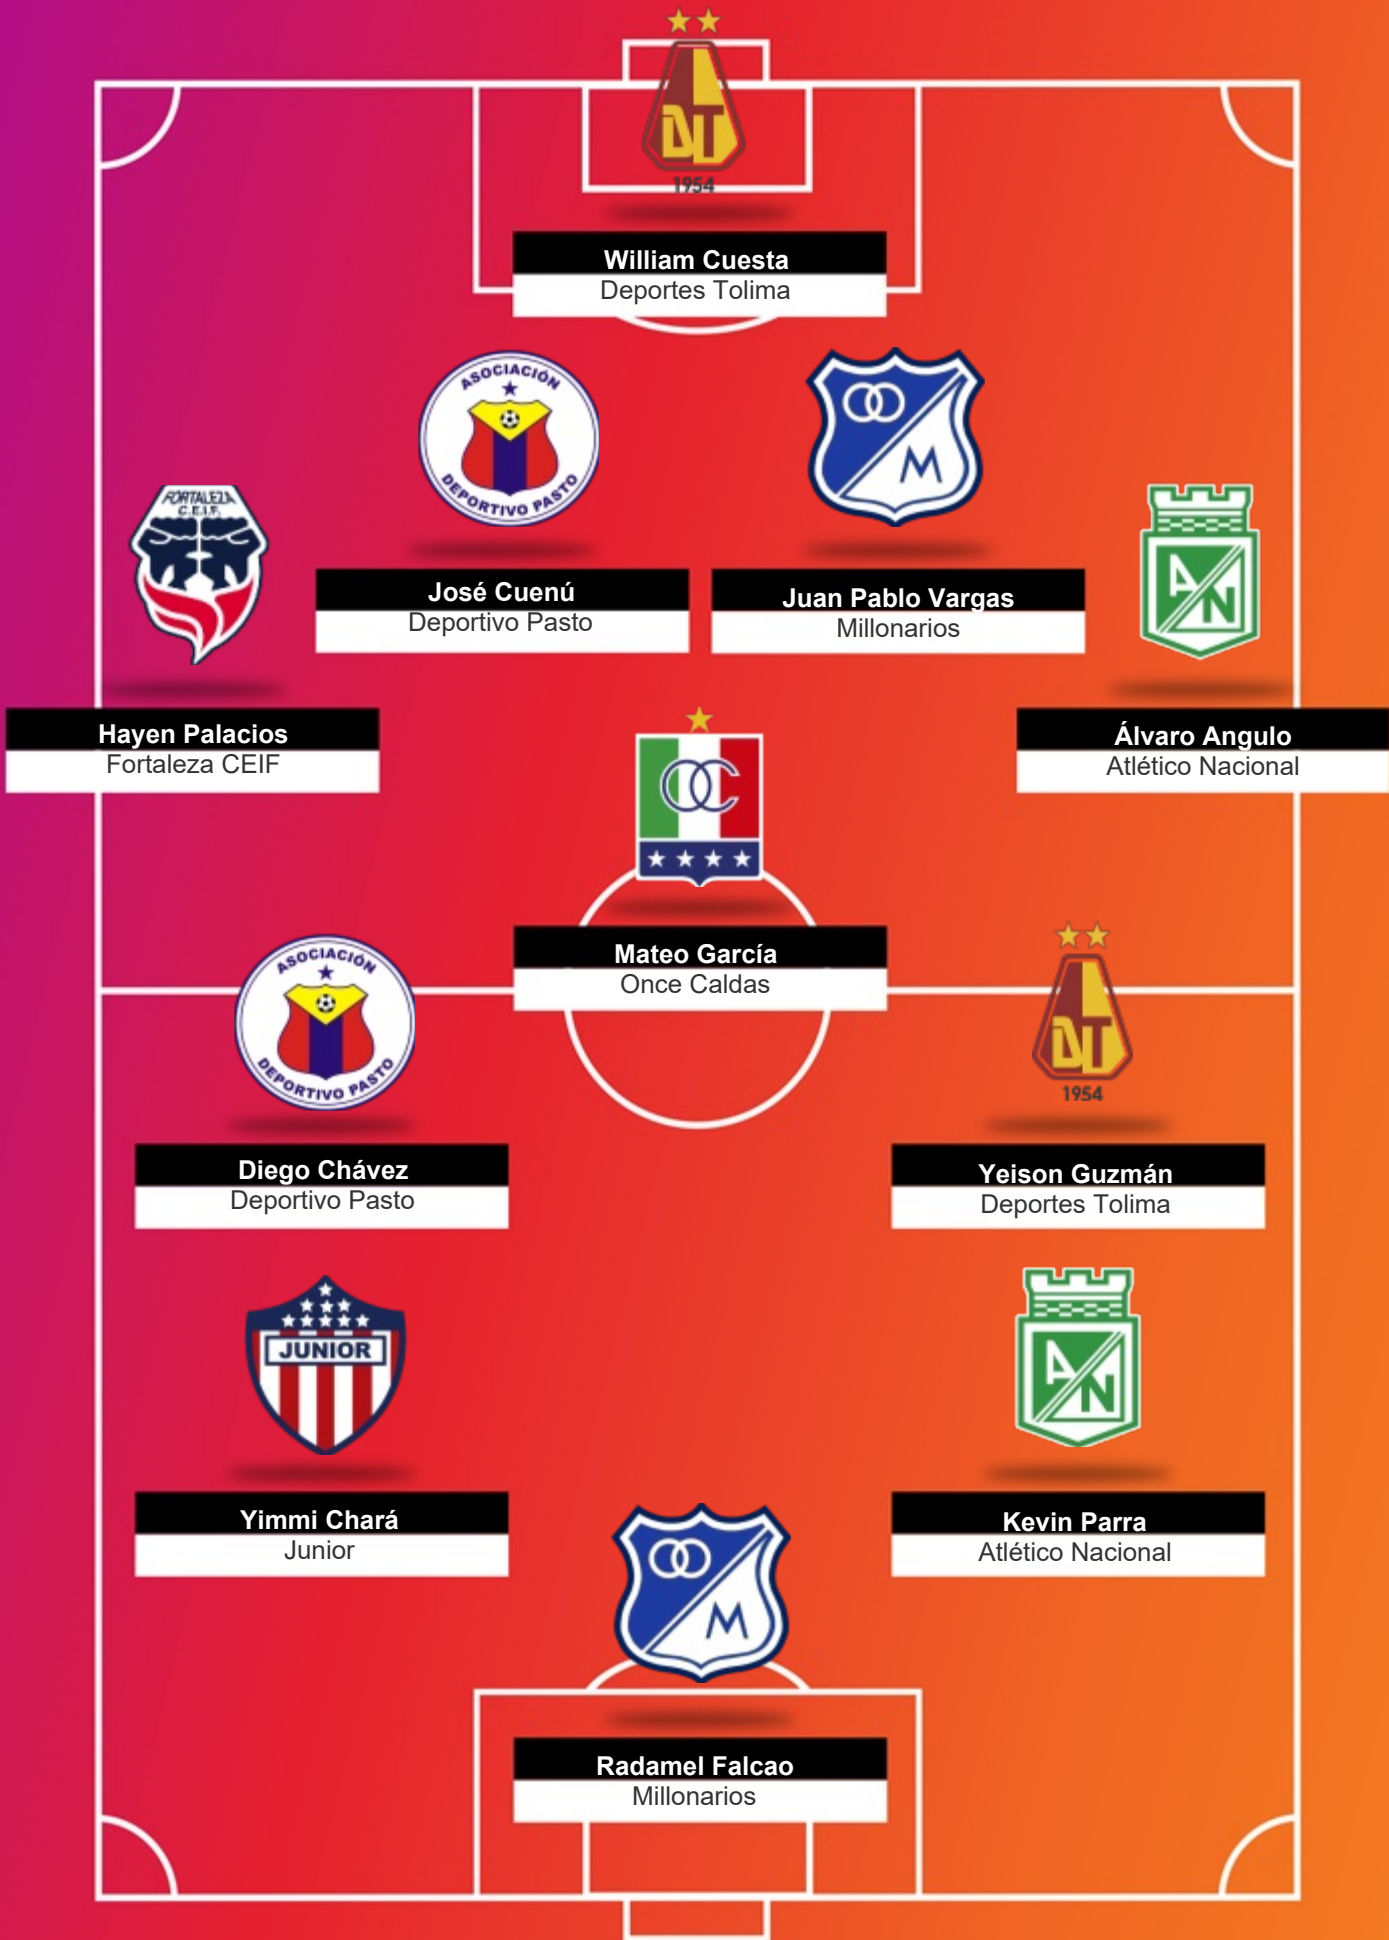 DT
1954
William Cuesta
Deportes Tolima
ASOCIACIÓN
DEPORTIVO PASTO
José Cuenú
Deportivo Pasto
M
Juan Pablo Vargas
Millonarios
FORTALEZA
C.E.I.F.
Hayen Palacios
Fortaleza CEIF
AN
Álvaro Angulo
Atlético Nacional
OC
Mateo García
Once Caldas
ASOCIACIÓN
DEPORTIVO PASTO
Diego Chávez
Deportivo Pasto
DT
1954
Yeison Guzmán
Deportes Tolima
JUNIOR
Yimmi Chará
Junior
AN
Kevin Parra
Atlético Nacional
M
Radamel Falcao
Millonarios